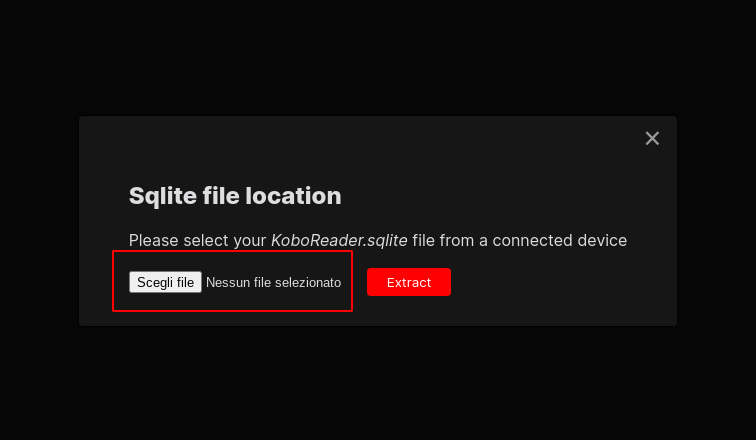 Sqlite file location
Please select your KoboReader.sqlite file from a connected device
Scegli file Nessun file selezionato Extract